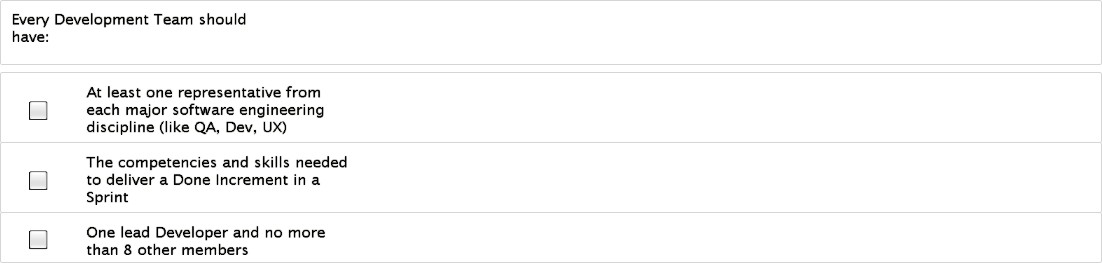 Every Development Team should
have:
At least one representative from
each major software engineering
discipline (like QA, Dev, UX)
The competencies and skills needed
to deliver a Done Increment in a
Sprint
One lead Developer and no more
than 8 other members